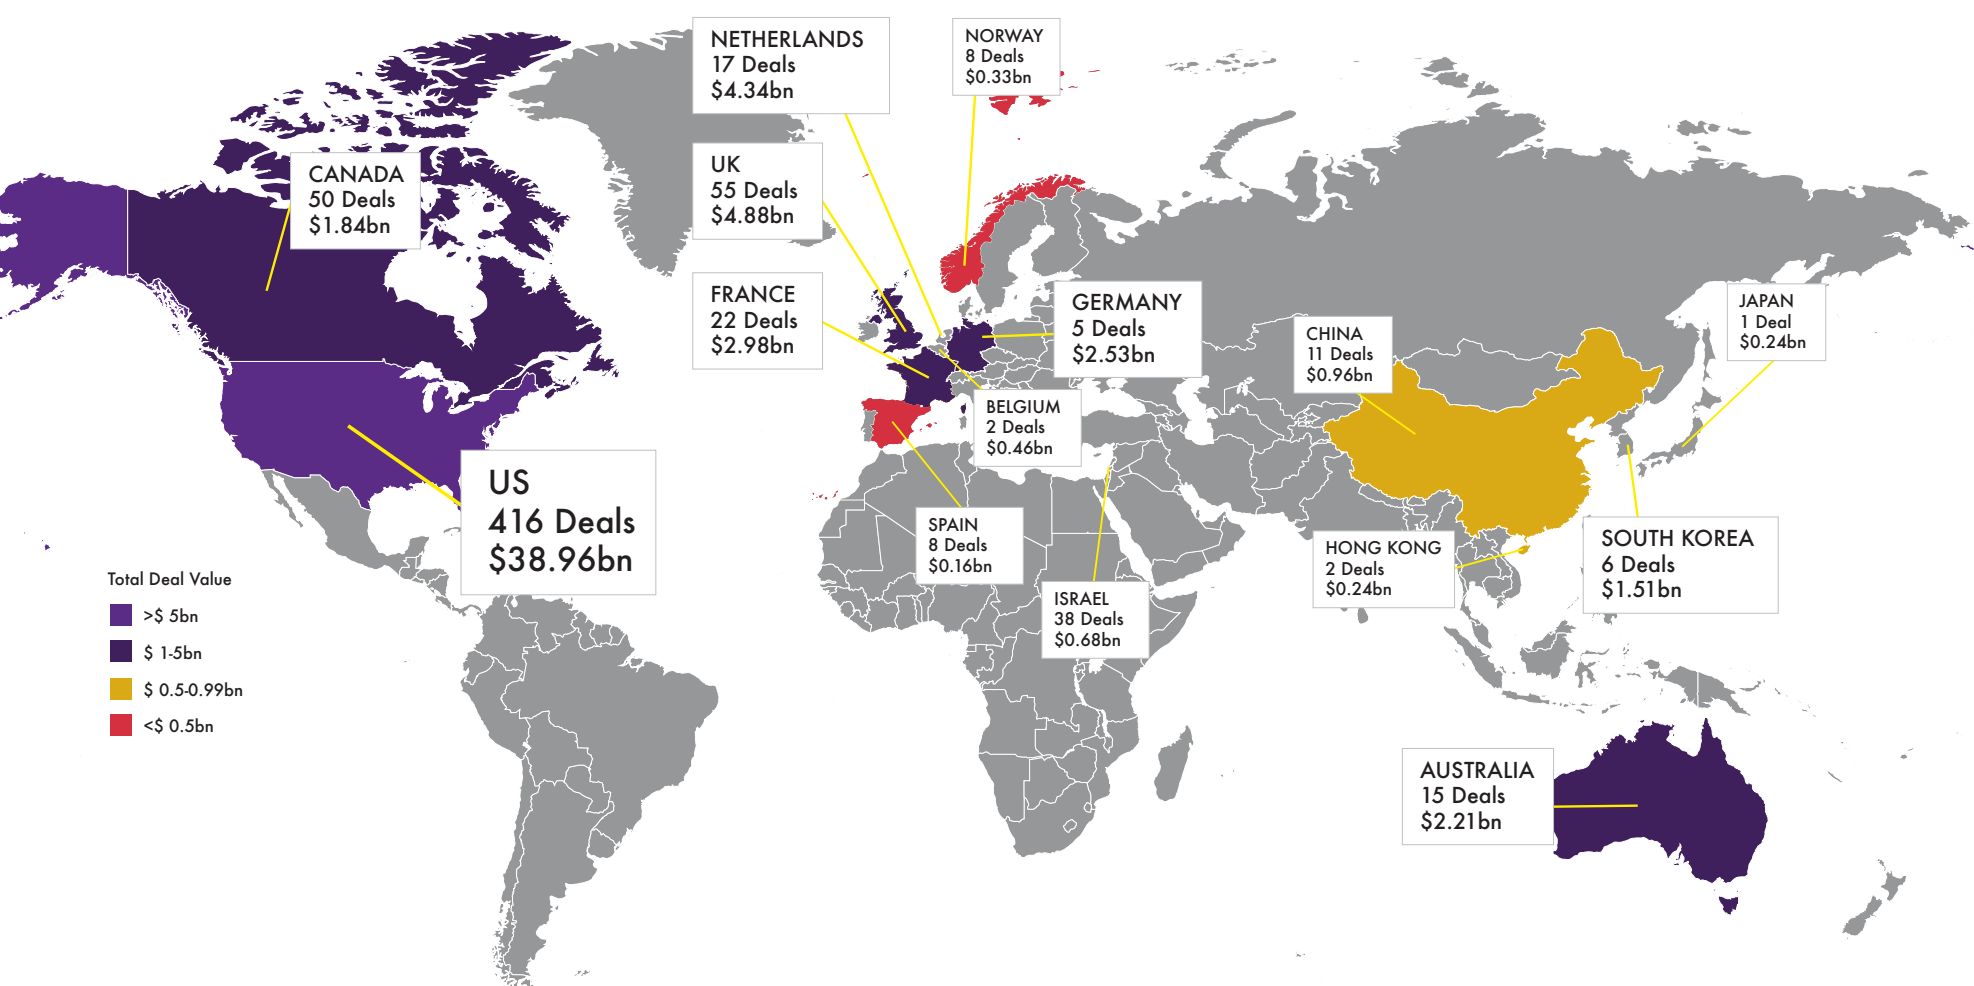 NETHERLANDS
17 Deals
$4.34bn
NORWAY
8 Deals
$0.33bn
CANADA
50 Deals
$1.84bn
UK
55 Deals
$4.88bn
FRANCE
22 Deals
$2.98bn
GERMANY
5 Deals
$2.53bn
JAPAN
1 Deal
$0.24bn
CHINA
11 Deals
$0.96bn
BELGIUM
2 Deals
$0.46bn
US
416 Deals
$38.96bn
SPAIN
8 Deals
$0.16bn
HONG KONG
2 Deals
$0.24bn
SOUTH KOREA
6 Deals
$1.51bn
ISRAEL
38 Deals
$0.68bn
Total Deal Value
>$ 5bn
$ 1-5bn
$ 0.5-0.99bn
<$ 0.5bn
AUSTRALIA
15 Deals
$2.21bn